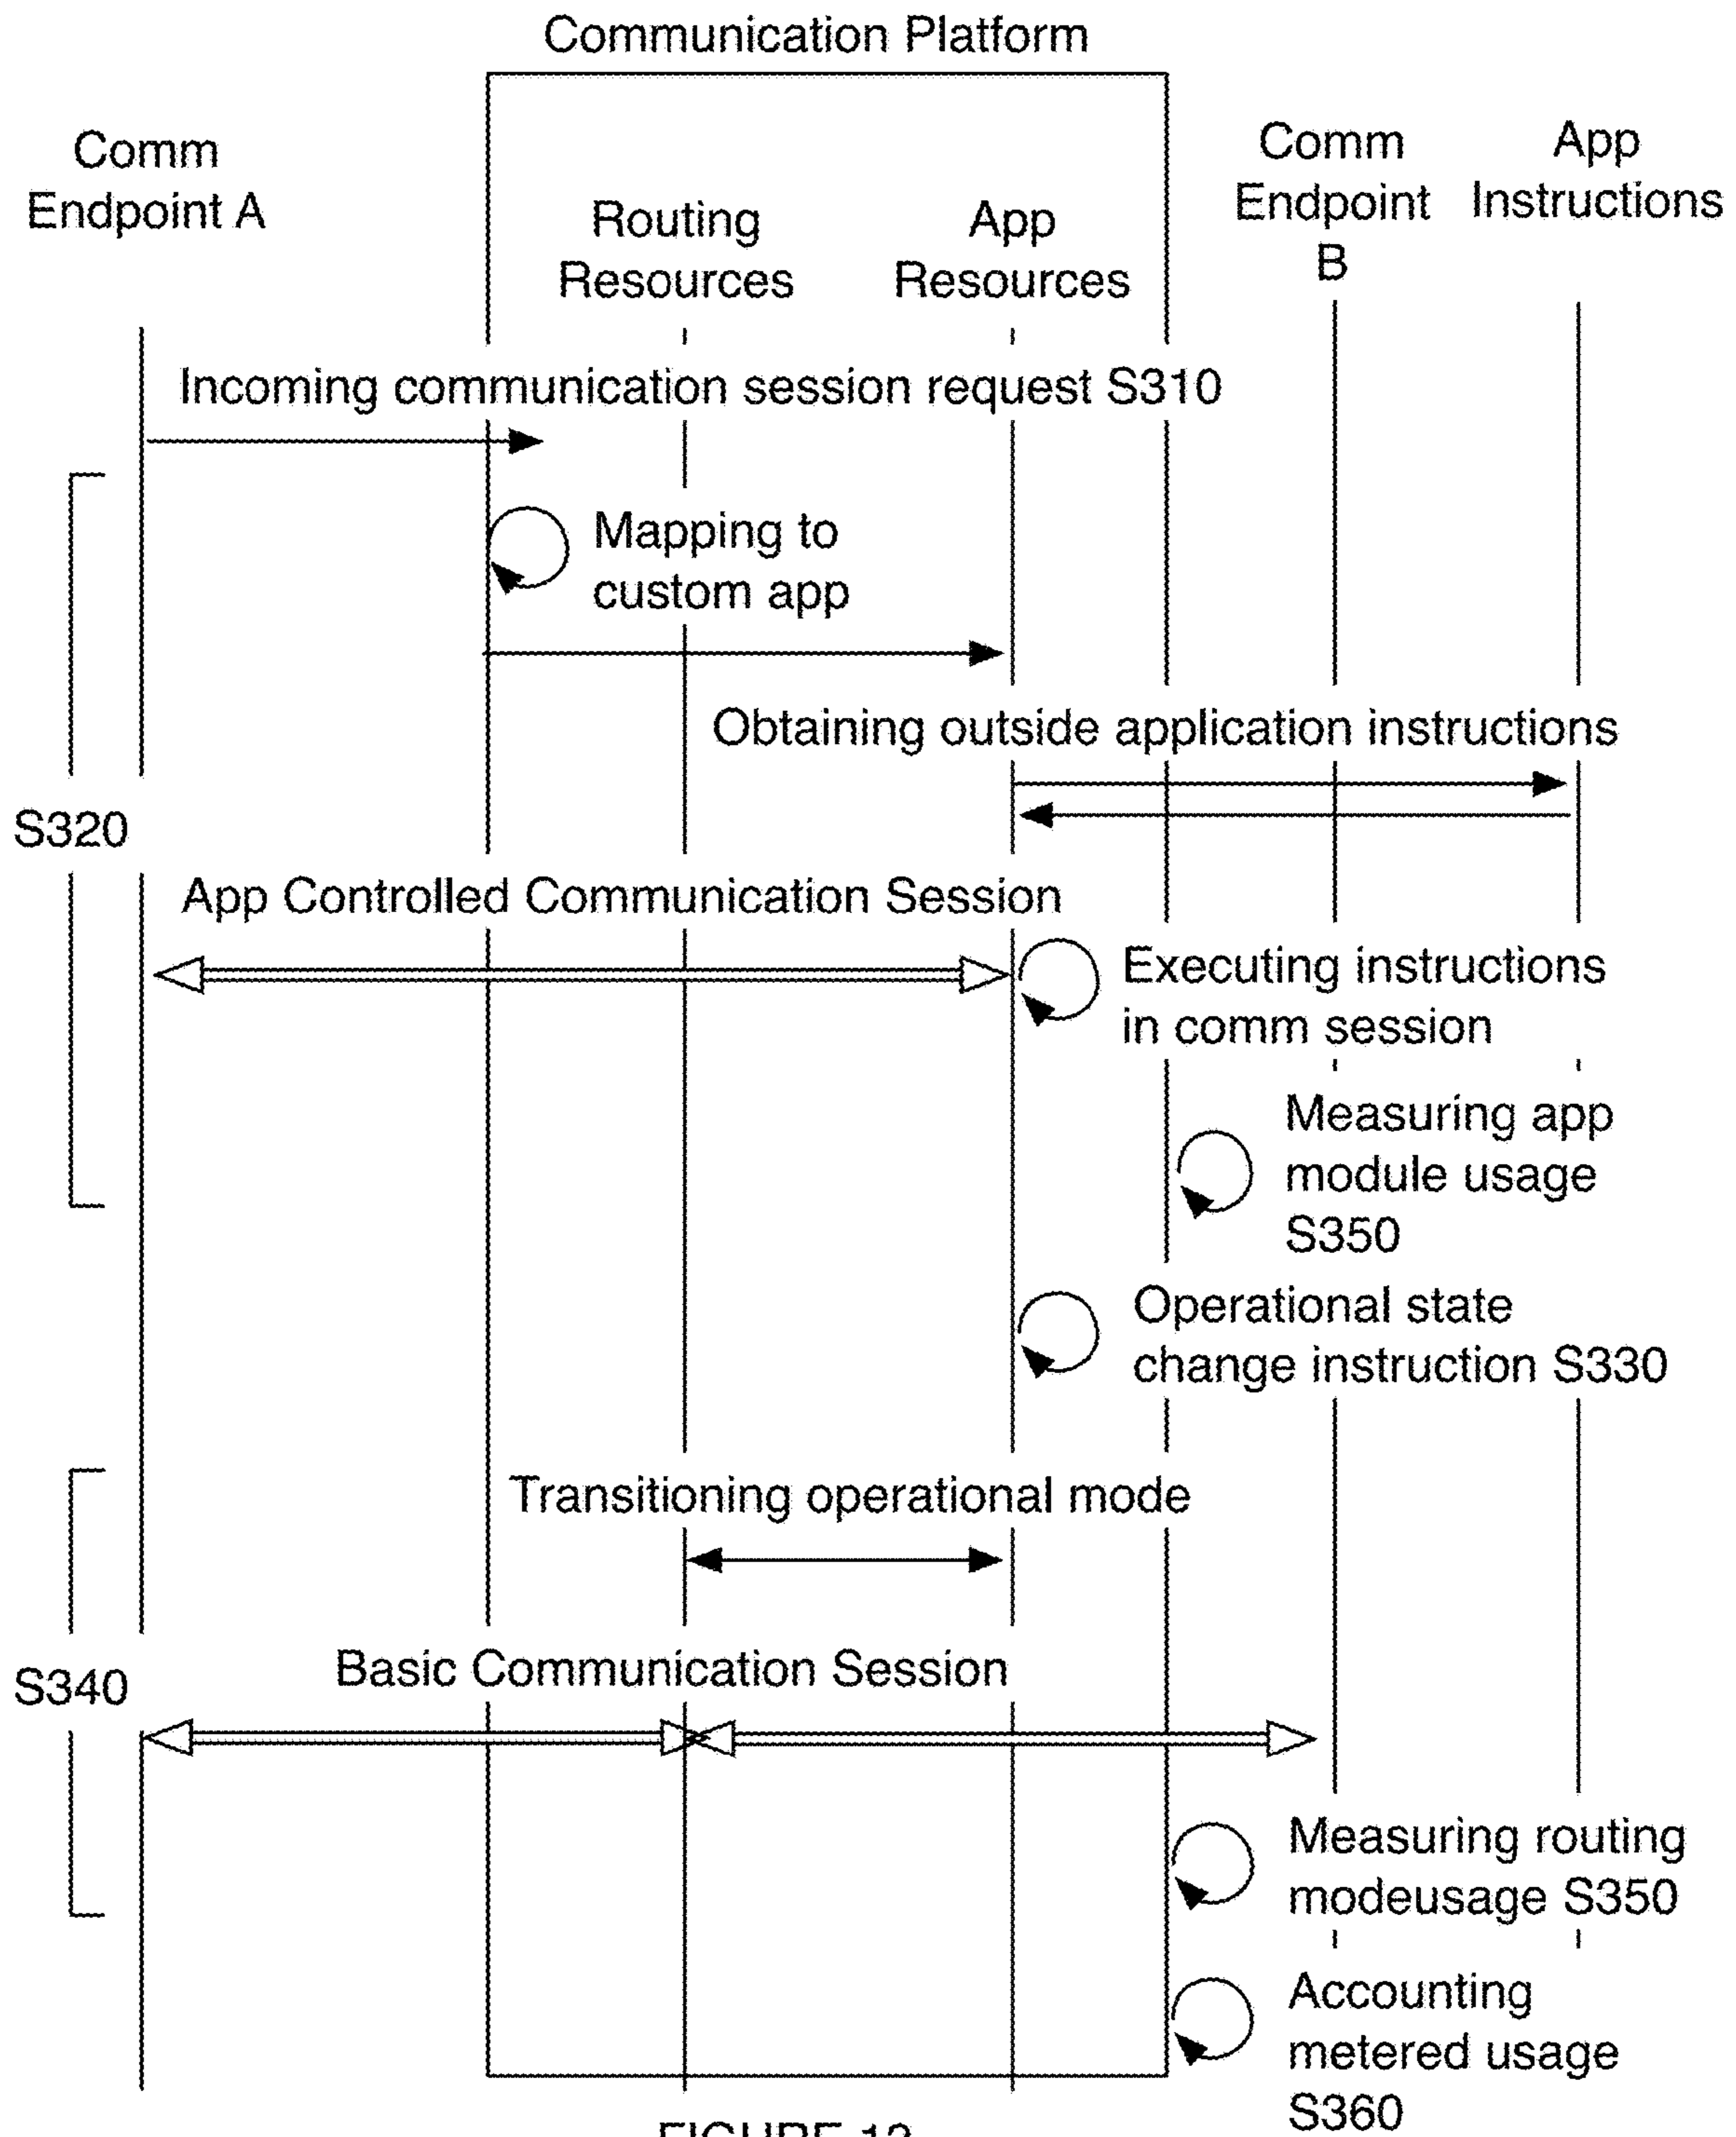 Communication Platform
Comm
Endpoint A
Routing
Resources
App
Resources
Comm
Endpoint
B
App
Instructions
Incoming communication session request S310
Mapping to
custom app
Obtaining outside application instructions
S320
App Controlled Communication Session
Executing instructions
in comm session
Measuring app
module usage
S350
Operational state
change instruction S330
Transitioning operational mode
S340
Basic Communication Session
Measuring routing
modeusage S350
Accounting
metered usage
S360